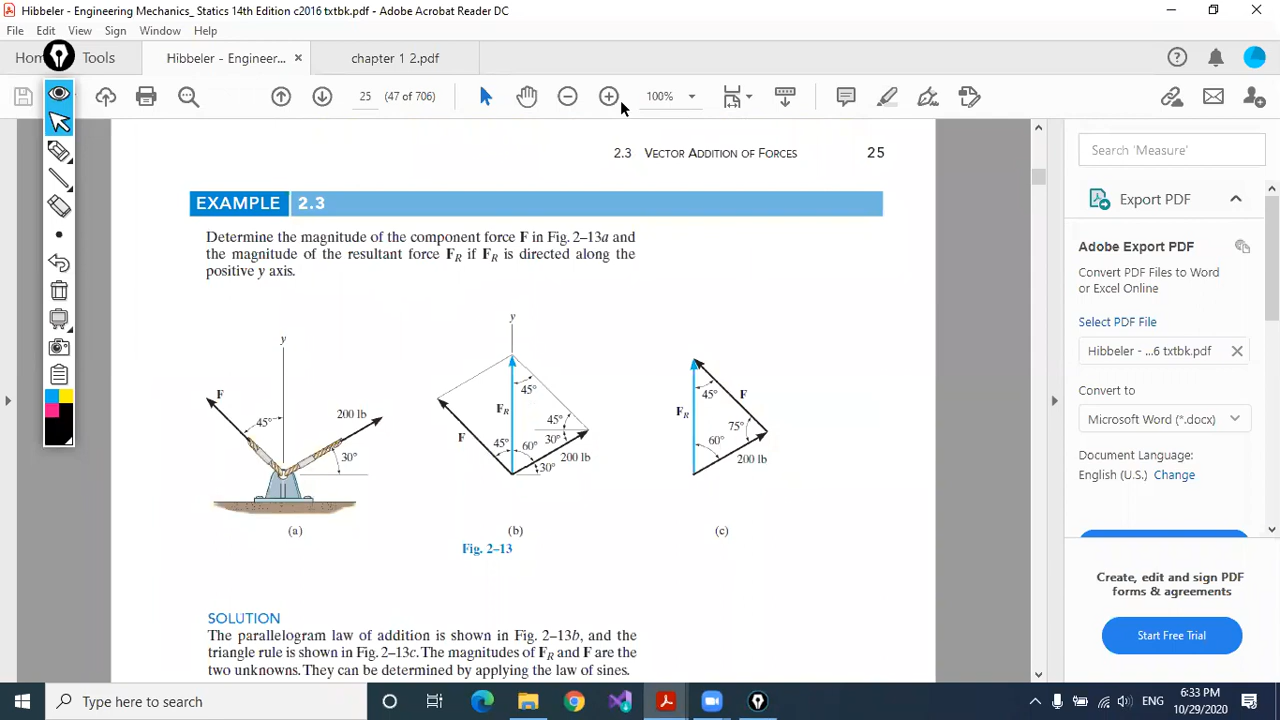 Hibbeler - Engineering Mechanics_ Statics 14th Edition c2016 txtbk.pdf - Adobe Acrobat Reader DC
File Edit View Sign Window Help
Hom Tools Hibbeler - Engineer... × chapter 1 2.pdf
25 (47 of 706) 100%
2.3 VECTOR ADDITION OF FORCES 25
EXAMPLE 2.3
Determine the magnitude of the component force F in Fig. 2–13a and
the magnitude of the resultant force FR if FR is directed along the
positive y axis.
y
F
45°
200 lb
30°
(a)
y
45°
FR
45°
30°
F
45°
60°
200 lb
30°
(b)
45°
F
FR
75°
60°
200 lb
(c)
Fig. 2–13
SOLUTION
The parallelogram law of addition is shown in Fig. 2–13b, and the
triangle rule is shown in Fig. 2–13c. The magnitudes of FR and F are the
two unknowns. They can be determined by applying the law of sines.
Search 'Measure'
Export PDF
Adobe Export PDF
Convert PDF Files to Word
or Excel Online
Select PDF File
Hibbeler - ...6 txtbk.pdf
Convert to
Microsoft Word (*.docx)
Document Language:
English (U.S.) Change
Create, edit and sign PDF
forms & agreements
Start Free Trial
Type here to search
ENG
6:33 PM
10/29/2020